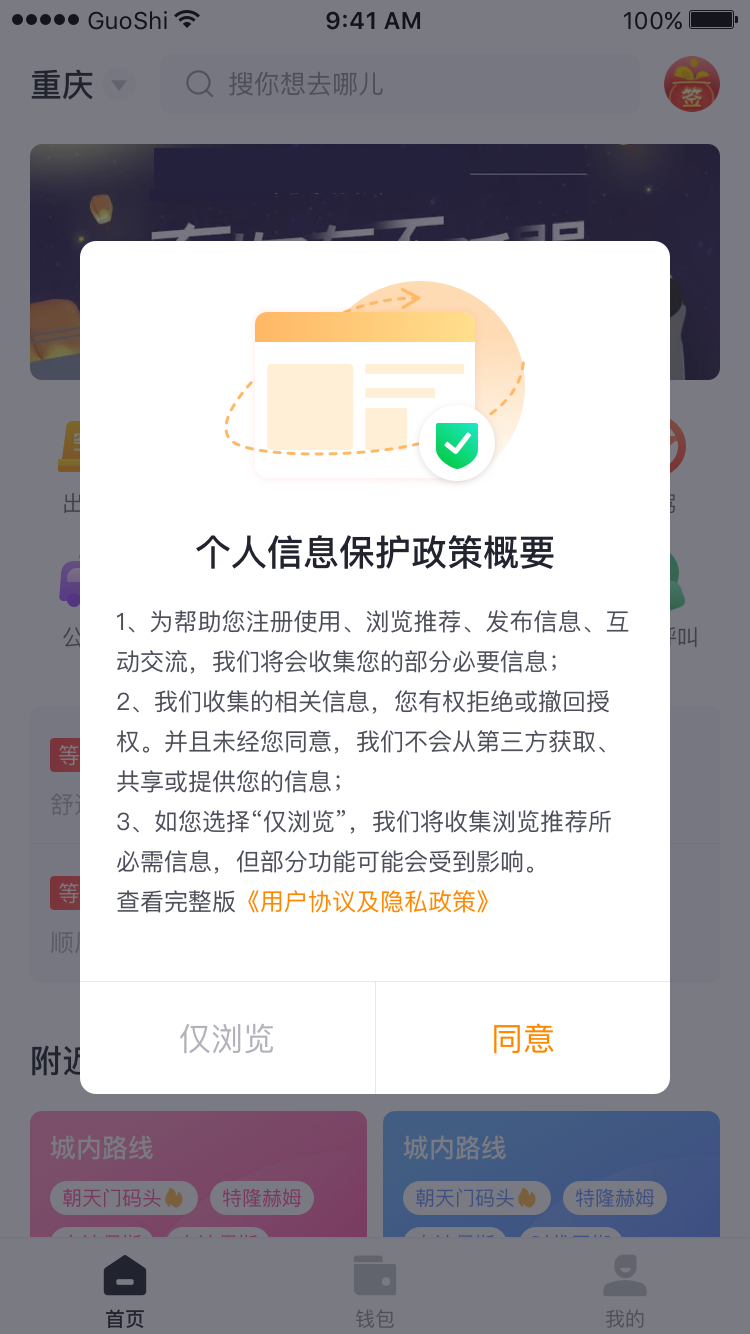 GuoShi
9:41 AM
100%
重庆
搜你想去哪儿
签
出
公
呼叫
个人信息保护政策概要
1、为帮助您注册使用、浏览推荐、发布信息、互
动交流，我们将会收集您的部分必要信息；
2、我们收集的相关信息，您有权拒绝或撤回授
权。并且未经您同意，我们不会从第三方获取、
共享或提供您的信息；
3、如您选择“仅浏览”，我们将收集浏览推荐所
必需信息，但部分功能可能会受到影响。
查看完整版《用户协议及隐私政策》
等
舒适
等
顺
仅浏览
同意
附近
城内路线
城内路线
朝天门码头
特隆赫姆
朝天门码头
特隆赫姆
首页
钱包
我的